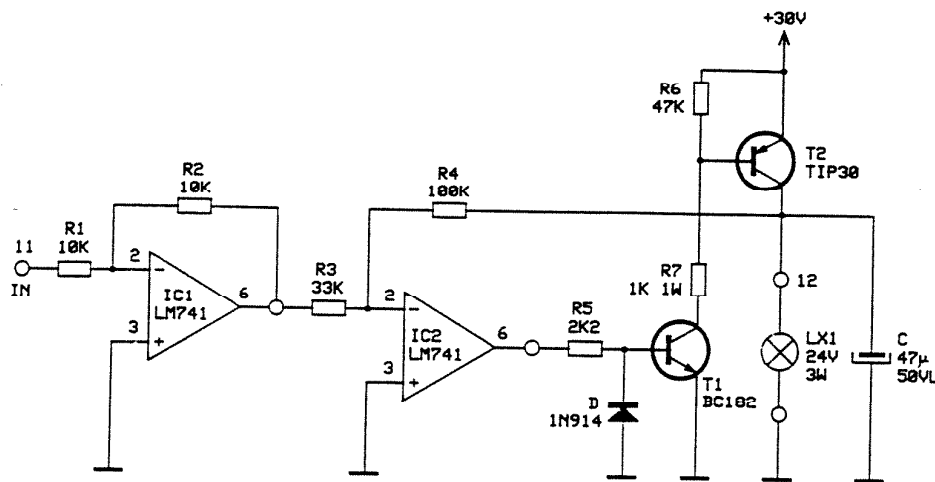 +30V
R6
47K
T2
TIP30
R2
10K
R4
100K
R1
10K
11
IN
2
-
IC1
LM741
6
3
+
R3
33K
2
-
IC2
LM741
6
3
+
R5
2K2
R7
1K 1W
12
LX1
24V
3W
C
47µ
50VL
T1
BC182
D
1N914